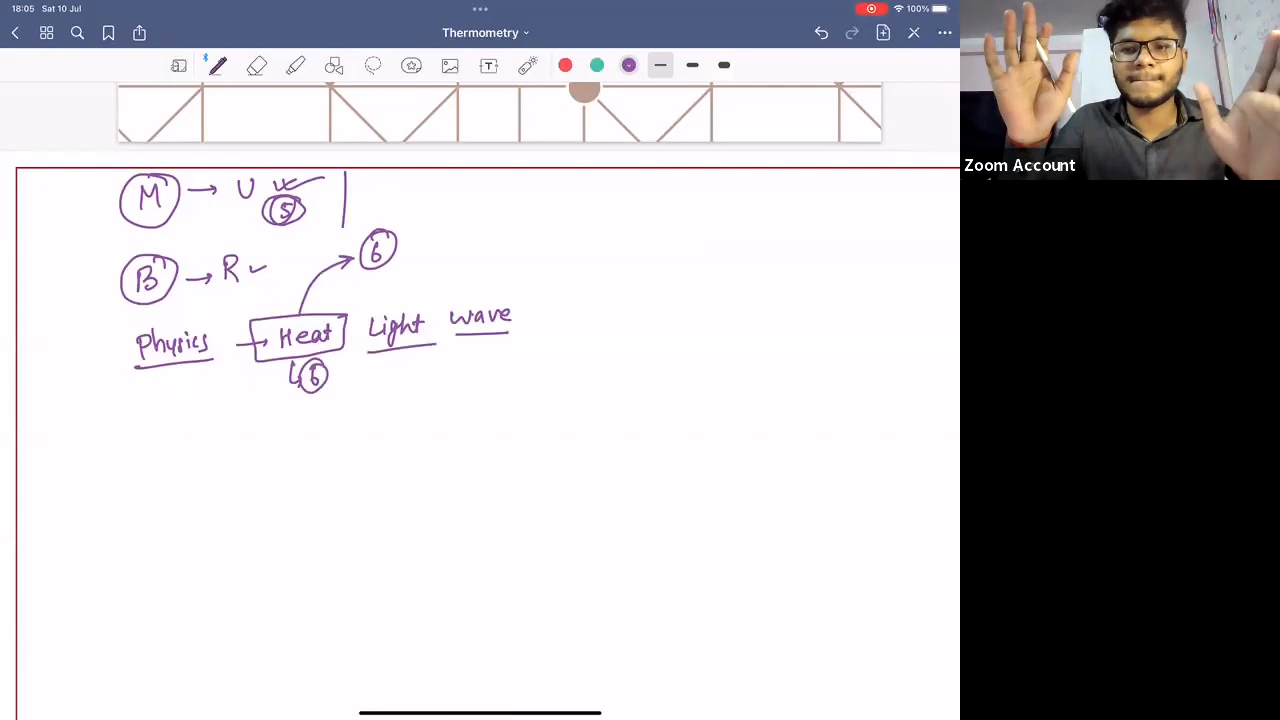 18:05 Sat 10 Jul
100%
Thermometry
T
Zoom Account
M → U
5
B → R ✓
6
Physics → Heat Light Wave
↳ 6